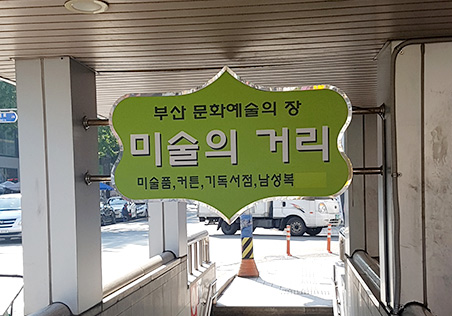 부산 문화예술의 장
미술의 거리
미술품,커튼,기독서점,남성복